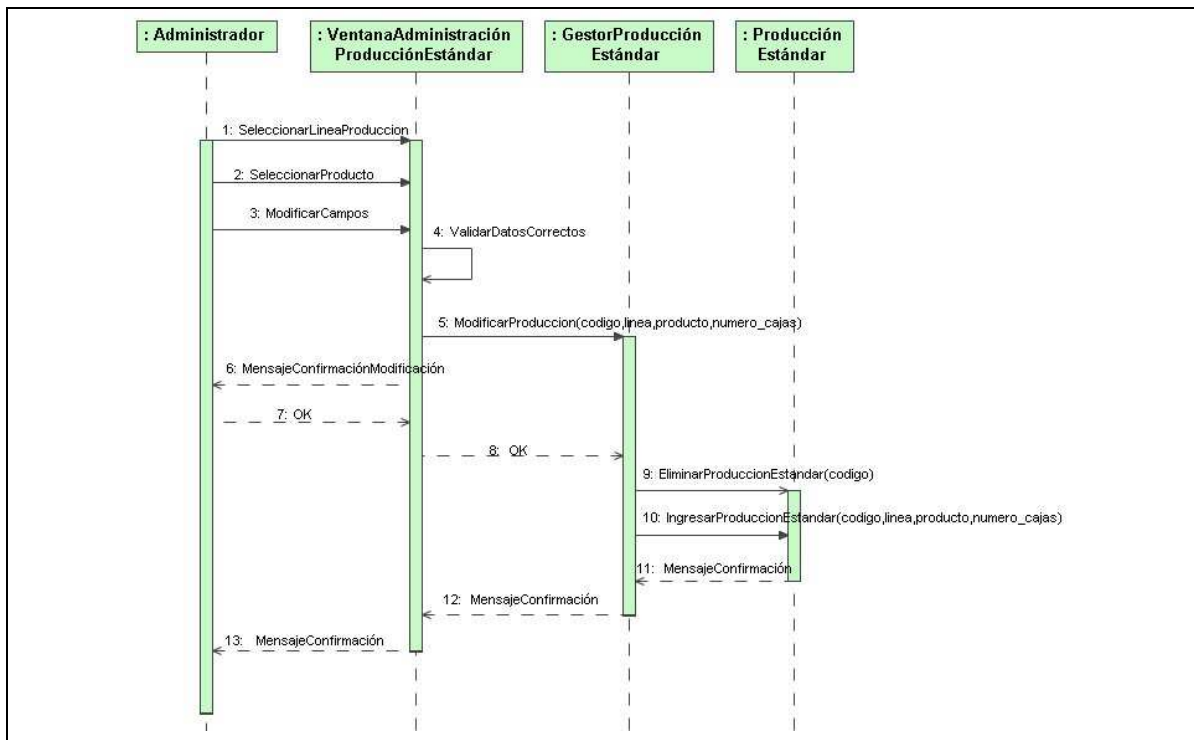 : Administrador
: VentanaAdministración
ProducciónEstándar
: GestorProducción
Estándar
: Producción
Estándar
1: SeleccionarLineaProduccion
2: SeleccionarProducto
3: ModificarCampos
4: ValidarDatosCorrectos
5: ModificarProduccion(codigo,linea,producto,numero_cajas)
6: MensajeConfirmaciónModificación
7: OK
8: OK
9: EliminarProduccionEstandar(codigo)
10: IngresarProduccionEstandar(codigo,linea,producto,numero_cajas)
11: MensajeConfirmación
12: MensajeConfirmación
13: MensajeConfirmación